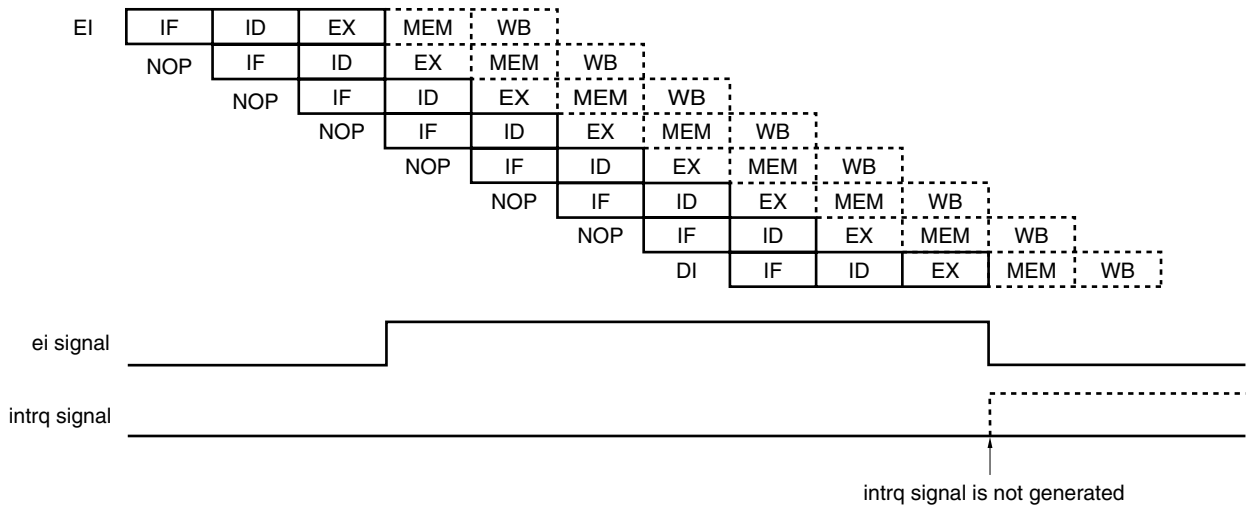 EI IF ID EX MEM WB
NOP IF ID EX MEM WB
NOP IF ID EX MEM WB
NOP IF ID EX MEM WB
NOP IF ID EX MEM WB
NOP IF ID EX MEM WB
NOP IF ID EX MEM WB
DI IF ID EX MEM WB
ei signal
intrq signal
intrq signal is not generated